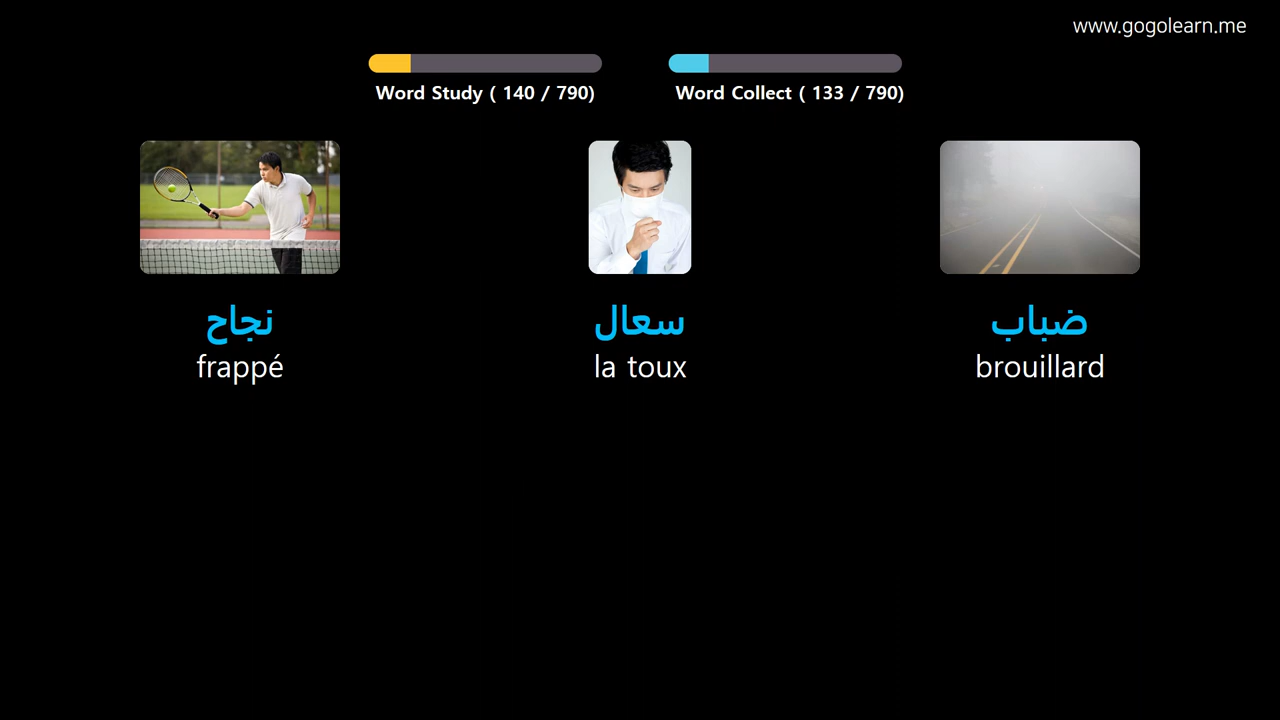 www.gogolearn.me
Word Study ( 140 / 790)
Word Collect ( 133 / 790)
نجاح
frappé
سعال
la toux
ضباب
brouillard